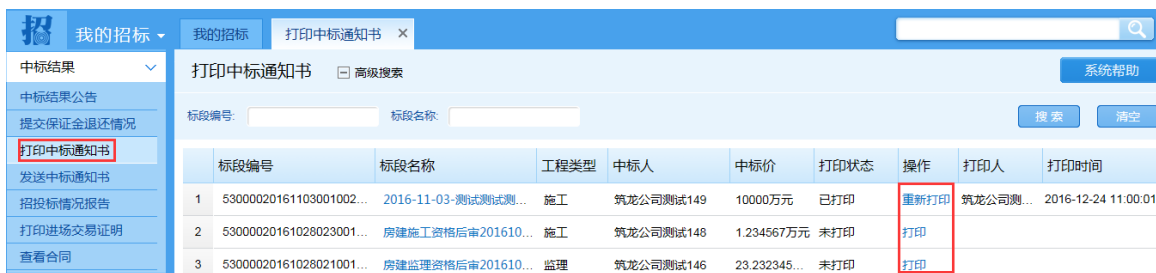 招 我的招标 我的招标 打印中标通知书 ×
中标结果 打印中标通知书 高级搜索 系统帮助
中标结果公告
提交保证金退还情况 标段编号: 标段名称: 搜索 清空
打印中标通知书
发送中标通知书 标段编号 标段名称 工程类型 中标人 中标价 打印状态 操作 打印人 打印时间
招投标情况报告 1 53000020161103001002... 2016-11-03-测试测试测... 施工 筑龙公司测试149 10000万元 已打印 重新打印 筑龙公司测... 2016-12-24 11:00:01
打印进场交易证明 2 53000020161028023001... 房建施工资格后审201610... 施工 筑龙公司测试148 1.234567万元 未打印 打印
查看合同 3 53000020161028021001... 房建监理资格后审201610... 监理 筑龙公司测试146 23.232345... 未打印 打印